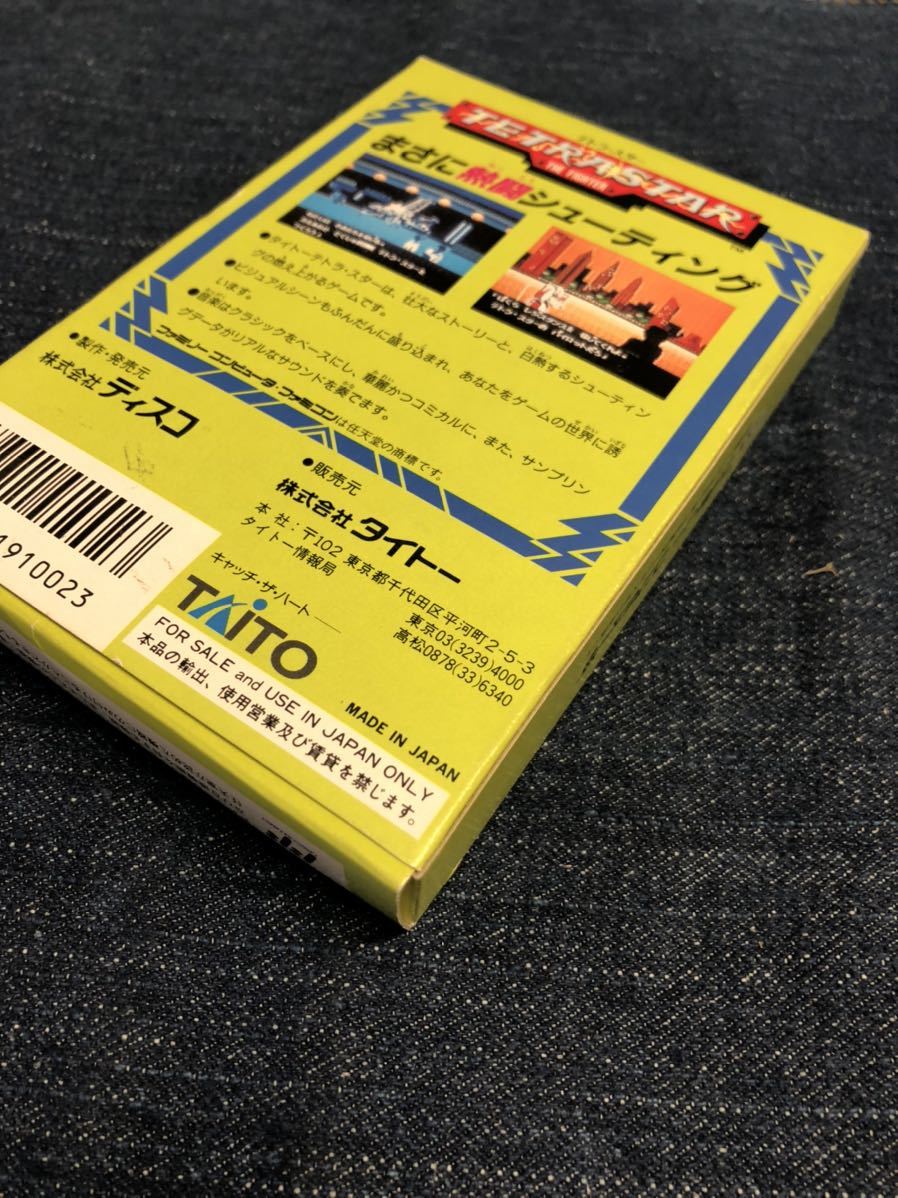 テトラ・スター
TETRA STAR
THE FIGHTER
まさに熱闘シューティング
●タイトーテトラ・スターは、壮大なストーリーと、白熱するシューティン
グの燃え上がるゲームです。
●ビジュアルシーンもふんだんに盛り込まれ、あなたをゲームの世界に誘
います。
●音楽はクラシックをベースにし、華麗かつコミカルに、また、サンプリン
グデータがリアルなサウンドを奏でます。
ファミリーコンピュータ ファミコンは任天堂の商標です。
●製作・発売元
株式会社 ディスコ
●販売元
株式会社タイトー
本 社:〒102 東京都千代田区平河町2-5-3
タイトー情報局 東京03(3239)4000
高松0878(33)6340
キャッチ・ザ・ハート
TAITO
MADE IN JAPAN
FOR SALE and USE IN JAPAN ONLY
本品の輸出、使用営業及び賃貸を禁じます。
4910023